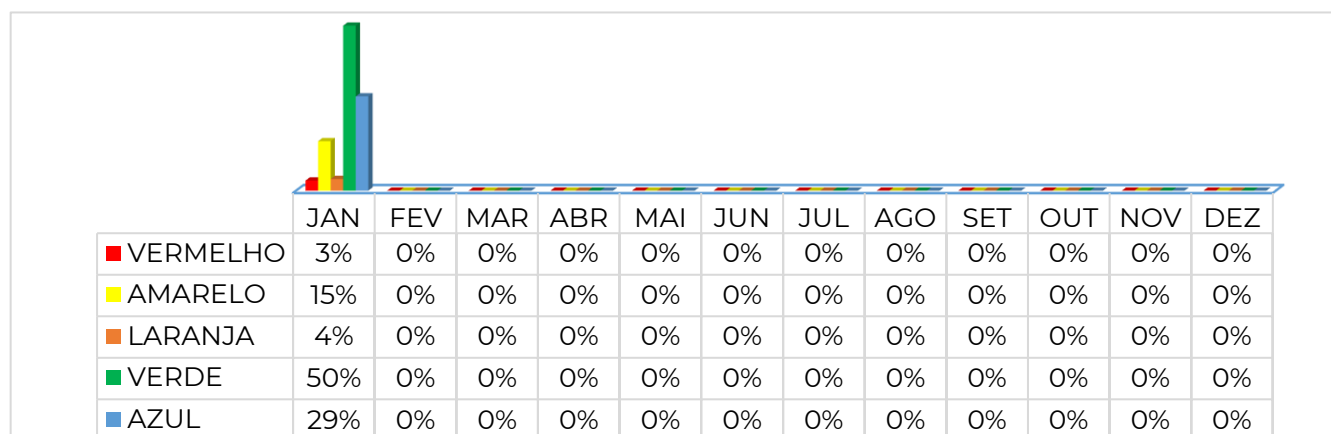 JAN FEV MAR ABR MAI JUN JUL AGO SET OUT NOV DEZ
VERMELHO 3% 0% 0% 0% 0% 0% 0% 0% 0% 0% 0% 0%
AMARELO 15% 0% 0% 0% 0% 0% 0% 0% 0% 0% 0% 0%
LARANJA 4% 0% 0% 0% 0% 0% 0% 0% 0% 0% 0% 0%
VERDE 50% 0% 0% 0% 0% 0% 0% 0% 0% 0% 0% 0%
AZUL 29% 0% 0% 0% 0% 0% 0% 0% 0% 0% 0% 0%